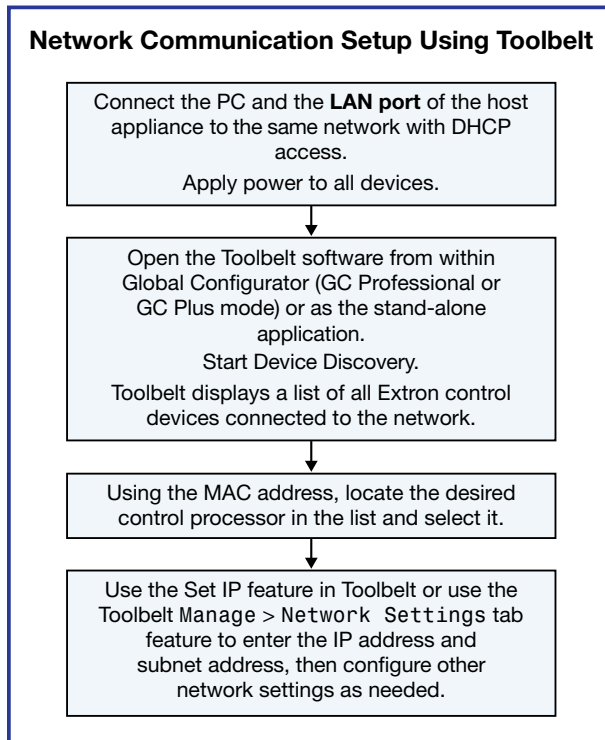 Network Communication Setup Using Toolbelt
Connect the PC and the LAN port of the host
appliance to the same network with DHCP
access.
Apply power to all devices.
Open the Toolbelt software from within
Global Configurator (GC Professional or
GC Plus mode) or as the stand-alone
application.
Start Device Discovery.
Toolbelt displays a list of all Extron control
devices connected to the network.
Using the MAC address, locate the desired
control processor in the list and select it.
Use the Set IP feature in Toolbelt or use the
Toolbelt Manage > Network Settings tab
feature to enter the IP address and
subnet address, then configure other
network settings as needed.